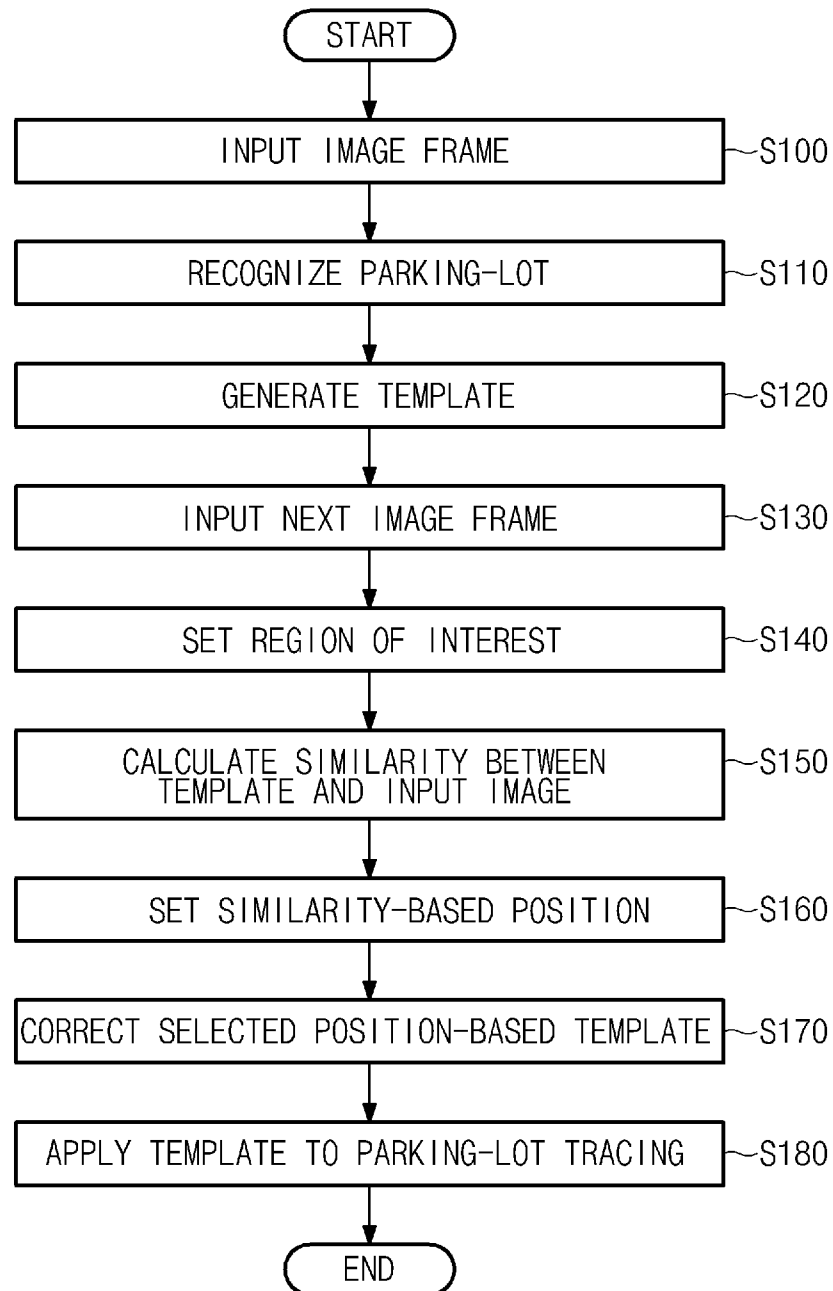 START
INPUT IMAGE FRAME
S100
RECOGNIZE PARKING-LOT
S110
GENERATE TEMPLATE
S120
INPUT NEXT IMAGE FRAME
S130
SET REGION OF INTEREST
S140
CALCULATE SIMILARITY BETWEEN
TEMPLATE AND INPUT IMAGE
S150
SET SIMILARITY-BASED POSITION
S160
CORRECT SELECTED POSITION-BASED TEMPLATE
S170
APPLY TEMPLATE TO PARKING-LOT TRACING
S180
END